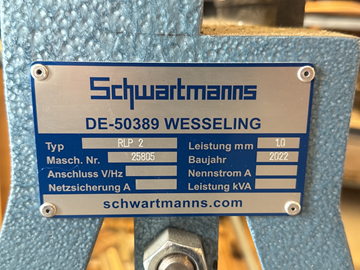 Schwartmanns
DE-50389 WESSELING
Typ RLP 2 Leistung mm 1.0
Masch. Nr. 25805 Baujahr 2022
Anschluss V/Hz Nennstrom A
Netzsicherung A Leistung kVA
schwartmanns.com